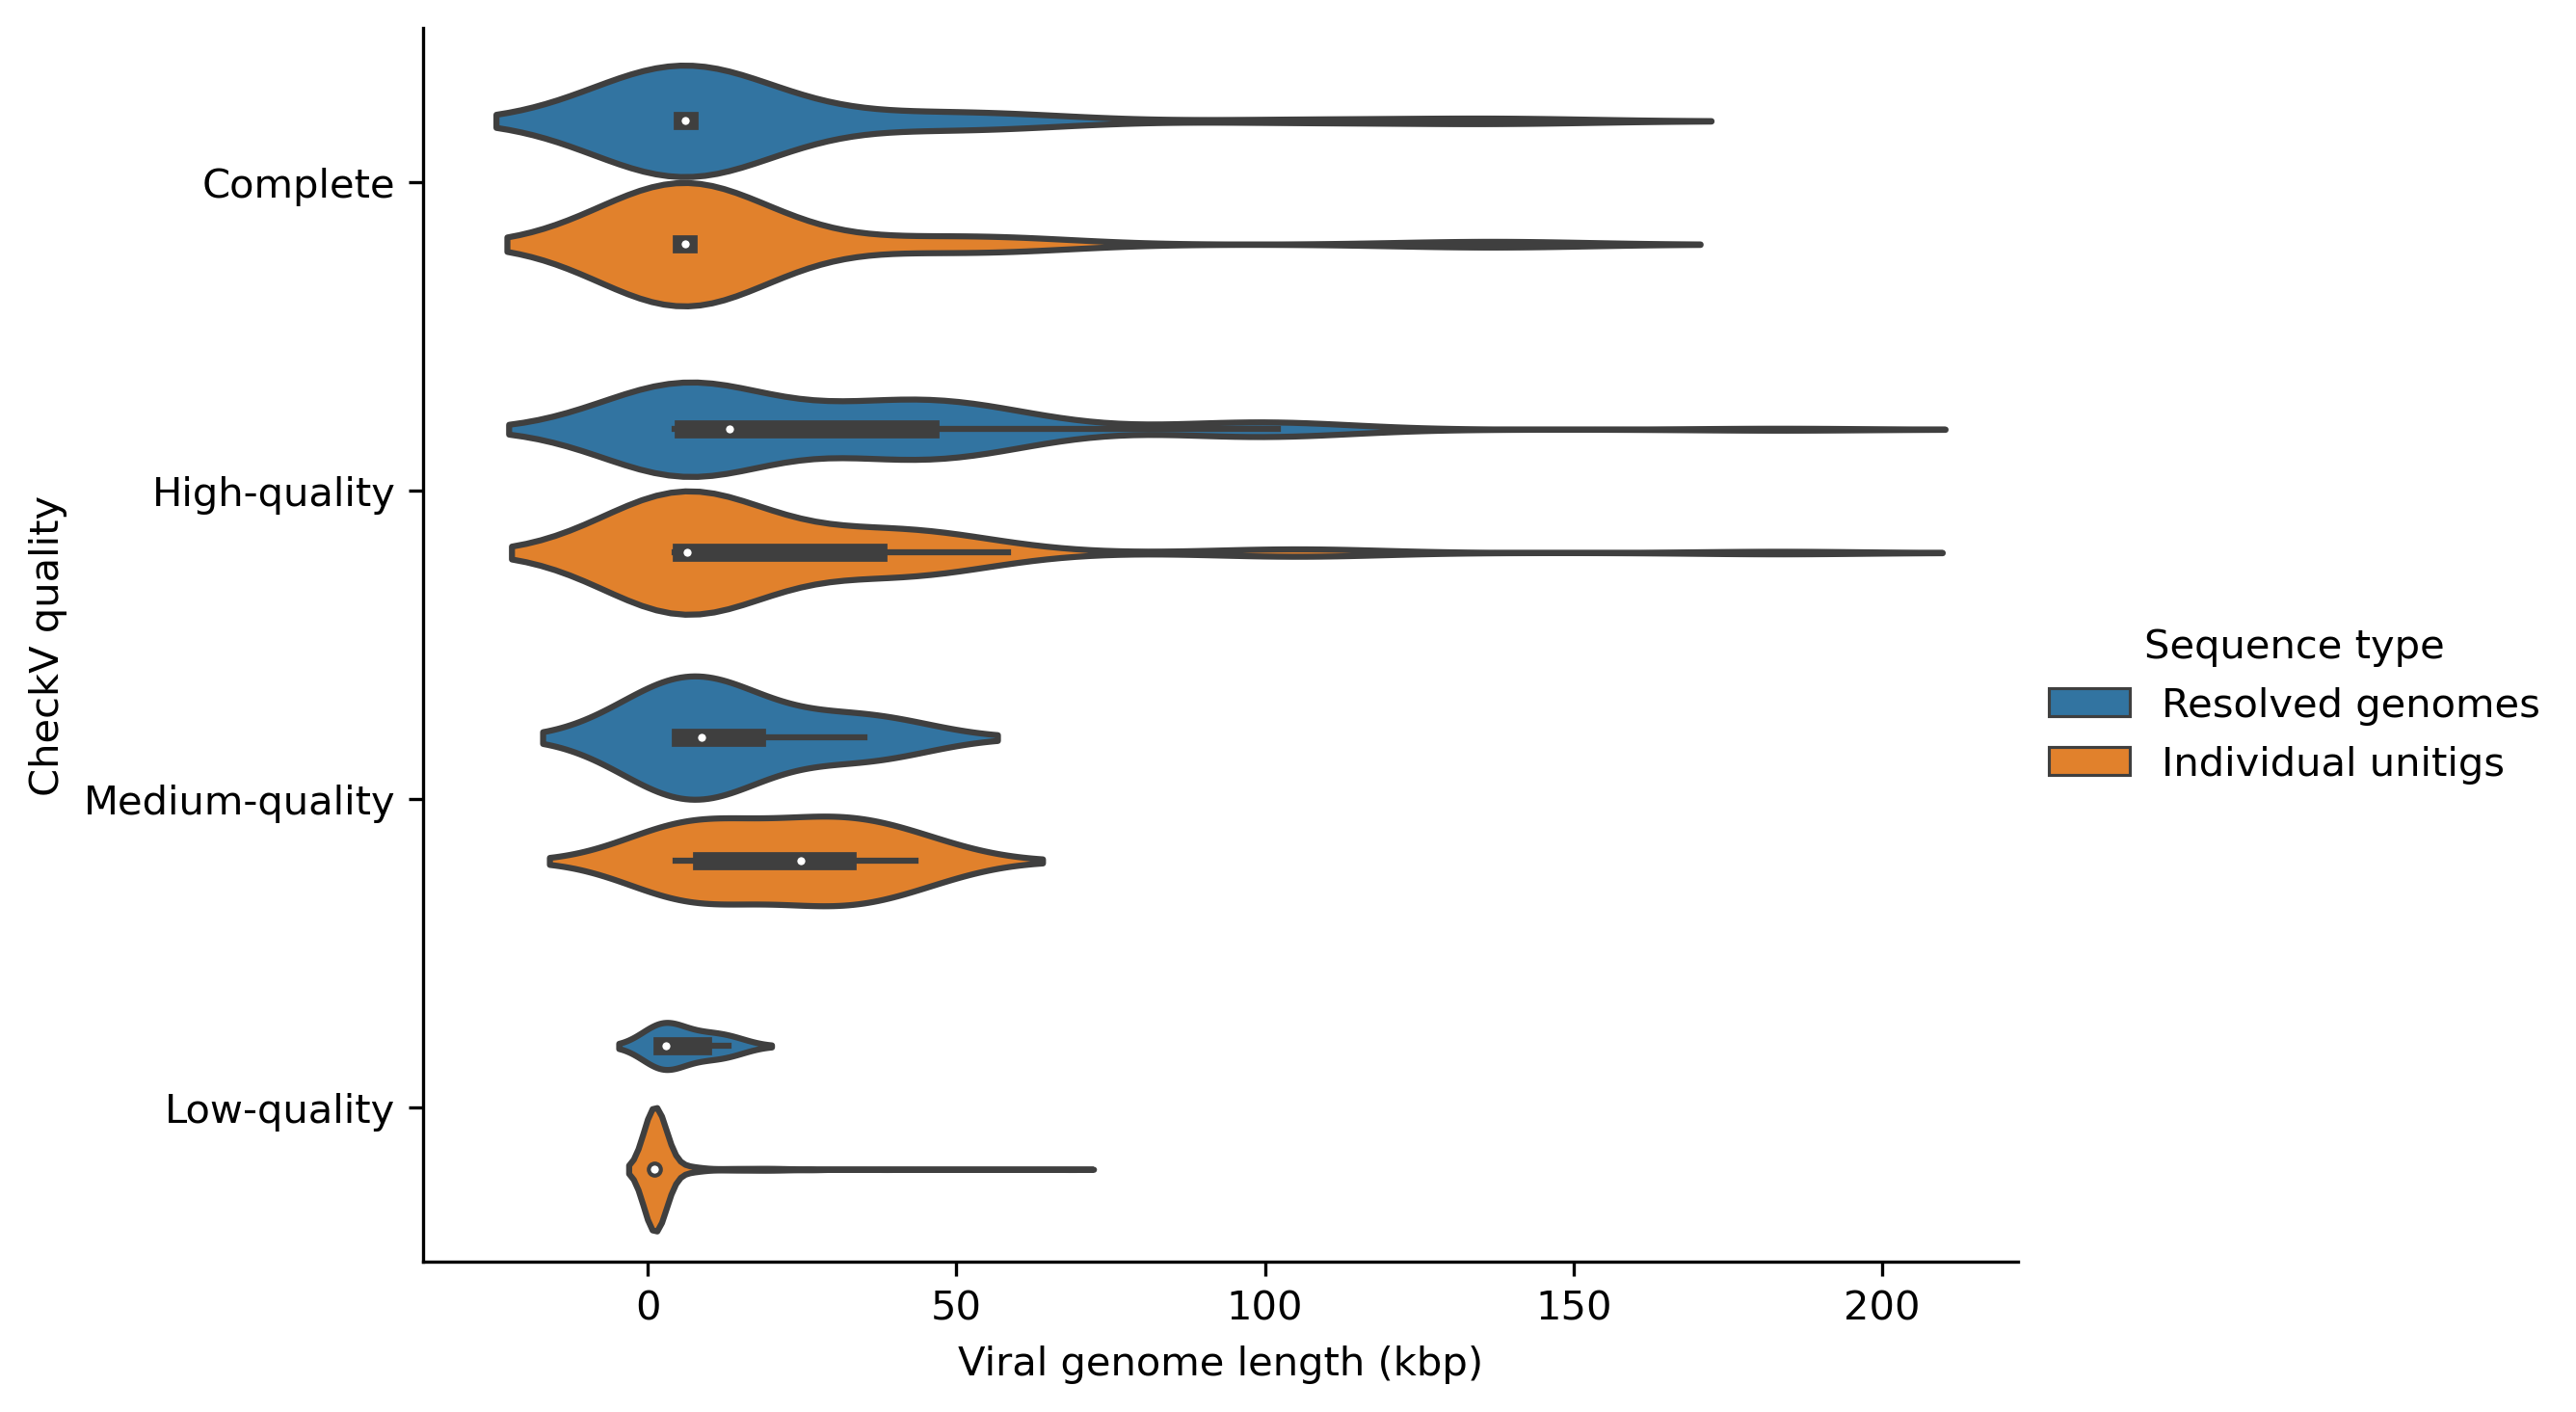 CheckV quality
Complete
High-quality
Medium-quality
Low-quality
0 50 100 150 200
Viral genome length (kbp)
Sequence type
Resolved genomes
Individual unitigs